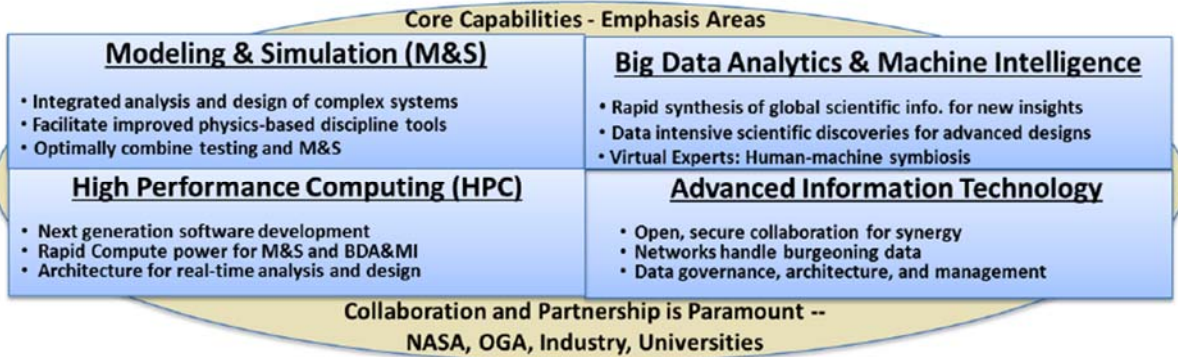 Core Capabilities - Emphasis Areas
Modeling & Simulation (M&S)
• Integrated analysis and design of complex systems
• Facilitate improved physics-based discipline tools
• Optimally combine testing and M&S
Big Data Analytics & Machine Intelligence
• Rapid synthesis of global scientific info. for new insights
• Data intensive scientific discoveries for advanced designs
• Virtual Experts: Human-machine symbiosis
High Performance Computing (HPC)
• Next generation software development
• Rapid Compute power for M&S and BDA&MI
• Architecture for real-time analysis and design
Advanced Information Technology
• Open, secure collaboration for synergy
• Networks handle burgeoning data
• Data governance, architecture, and management
Collaboration and Partnership is Paramount --
NASA, OGA, Industry, Universities